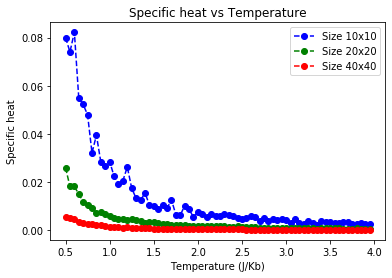 Specific heat vs Temperature
Size 10x10
Size 20x20
Size 40x40
0.08
0.06
0.04
0.02
0.00
Specific heat
0.5 1.0 1.5 2.0 2.5 3.0 3.5 4.0
Temperature (J/Kb)